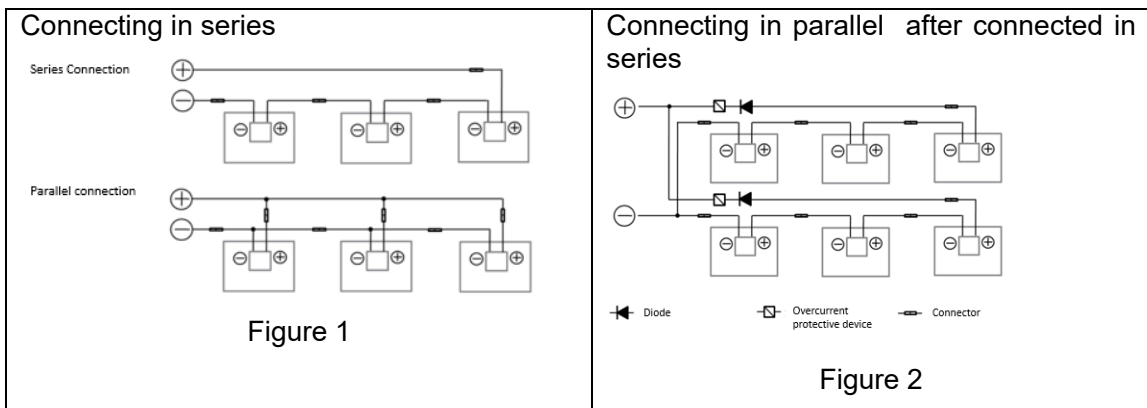 Connecting in series
Series Connection
Parallel connection
Figure 1
Connecting in parallel after connected in
series
Diode
Overcurrent
protective device
Connector
Figure 2